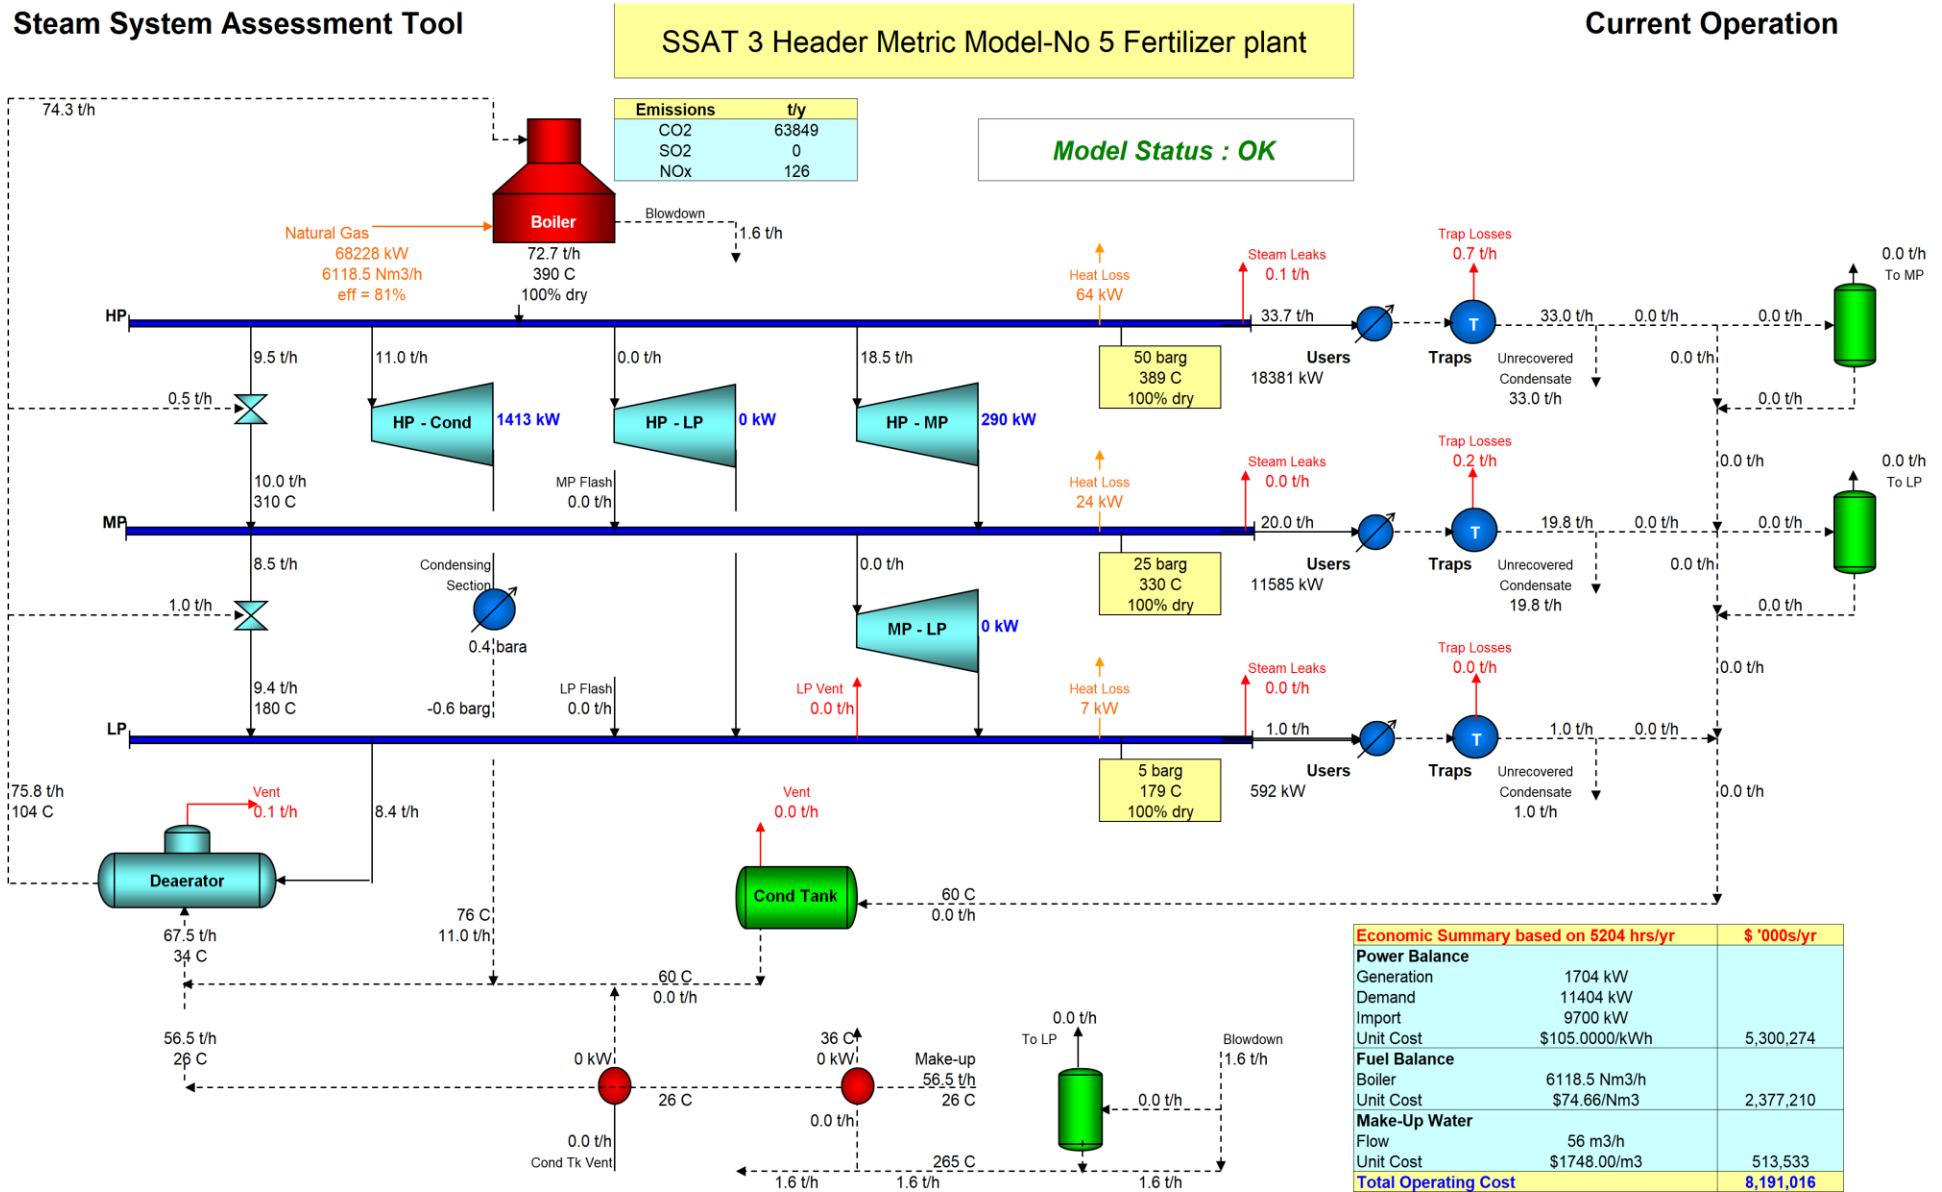 Steam System Assessment Tool
SSAT 3 Header Metric Model-No 5 Fertilizer plant
Current Operation
74.3 t/h
Emissions t/y
CO2 63849
SO2 0
NOx 126
Model Status : OK
Boiler
Blowdown
1.6 t/h
Natural Gas
68228 kW
6118.5 Nm3/h
eff = 81%
72.7 t/h
390 C
100% dry
Heat Loss
64 kW
Steam Leaks
0.1 t/h
Trap Losses
0.7 t/h
0.0 t/h
To MP
HP
33.7 t/h
T
33.0 t/h
0.0 t/h
0.0 t/h
9.5 t/h
11.0 t/h
0.0 t/h
18.5 t/h
50 barg
389 C
100% dry
Users
18381 kW
Traps
Unrecovered
Condensate
33.0 t/h
0.0 t/h
0.0 t/h
0.5 t/h
HP - Cond
1413 kW
HP - LP
0 kW
HP - MP
290 kW
10.0 t/h
310 C
MP Flash
0.0 t/h
Heat Loss
24 kW
Steam Leaks
0.0 t/h
Trap Losses
0.2 t/h
0.0 t/h
0.0 t/h
To LP
MP
20.0 t/h
T
19.8 t/h
0.0 t/h
0.0 t/h
8.5 t/h
Condensing
Section
0.0 t/h
25 barg
330 C
100% dry
Users
11585 kW
Traps
Unrecovered
Condensate
19.8 t/h
0.0 t/h
0.0 t/h
1.0 t/h
0.4 bara
MP - LP
0 kW
9.4 t/h
180 C
-0.6 barg
LP Flash
0.0 t/h
LP Vent
0.0 t/h
Heat Loss
7 kW
Steam Leaks
0.0 t/h
Trap Losses
0.0 t/h
0.0 t/h
LP
1.0 t/h
T
1.0 t/h
0.0 t/h
5 barg
179 C
100% dry
Users
592 kW
Traps
Unrecovered
Condensate
1.0 t/h
0.0 t/h
75.8 t/h
104 C
Vent
0.1 t/h
8.4 t/h
Vent
0.0 t/h
Deaerator
Cond Tank
60 C
0.0 t/h
67.5 t/h
34 C
76 C
11.0 t/h
60 C
0.0 t/h
56.5 t/h
26 C
0 kW
26 C
36 C
0 kW
Make-up
56.5 t/h
26 C
0.0 t/h
To LP
Blowdown
1.6 t/h
0.0 t/h
0.0 t/h
Cond Tk Vent
0.0 t/h
265 C
1.6 t/h
1.6 t/h
1.6 t/h
Economic Summary based on 5204 hrs/yr $ '000s/yr
Power Balance
Generation 1704 kW
Demand 11404 kW
Import 9700 kW
Unit Cost $105.0000/kWh 5,300,274
Fuel Balance
Boiler 6118.5 Nm3/h
Unit Cost $74.66/Nm3 2,377,210
Make-Up Water
Flow 56 m3/h
Unit Cost $1748.00/m3 513,533
Total Operating Cost 8,191,016